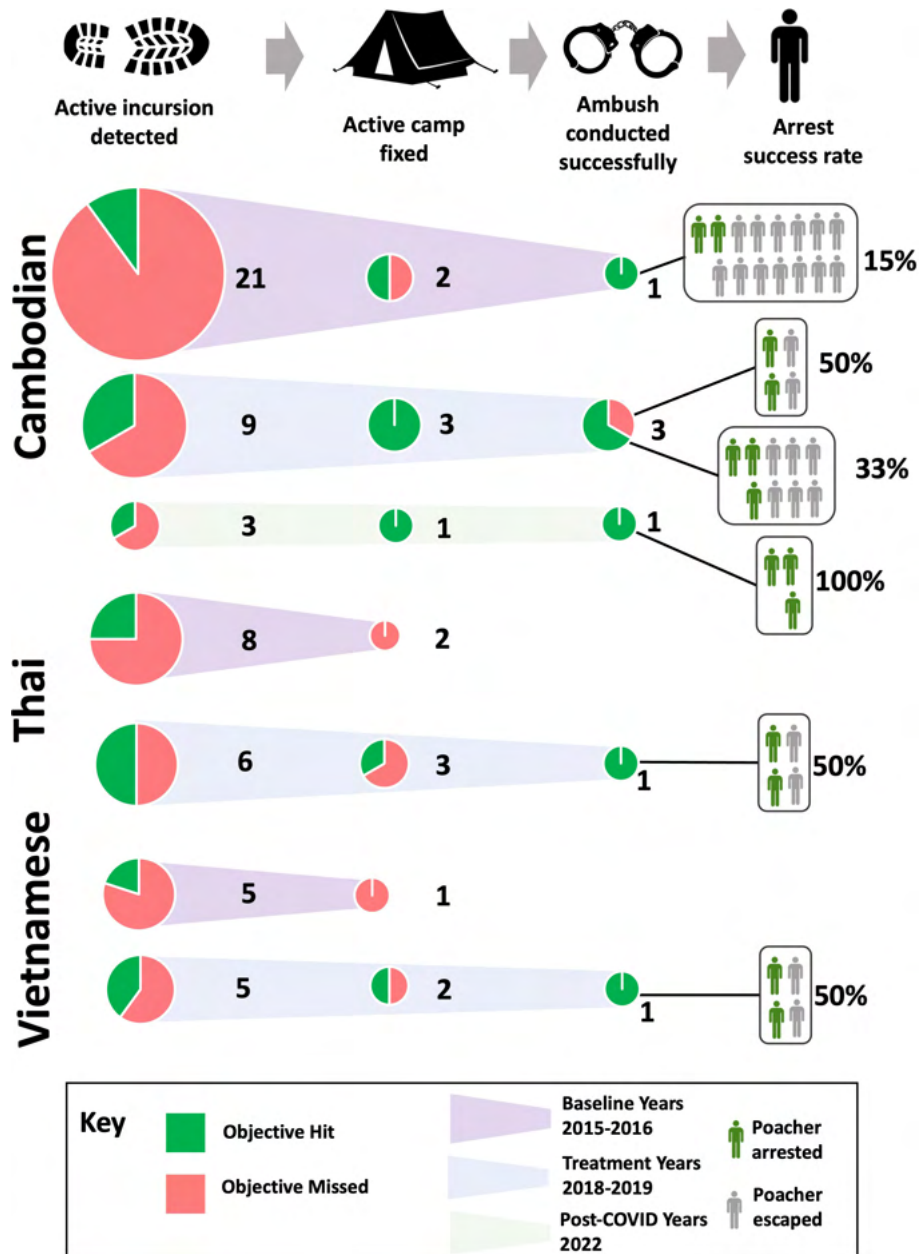 Active incursion
detected
Active camp
fixed
Ambush
conducted
successfully
Arrest
success rate
Cambodian
21
2
1
15%
50%
9
3
3
33%
3
1
1
100%
Thai
8
2
6
3
1
50%
Vietnamese
5
1
5
2
1
50%
Key
Objective Hit
Objective Missed
Baseline Years
2015-2016
Treatment Years
2018-2019
Post-COVID Years
2022
Poacher
arrested
Poacher
escaped